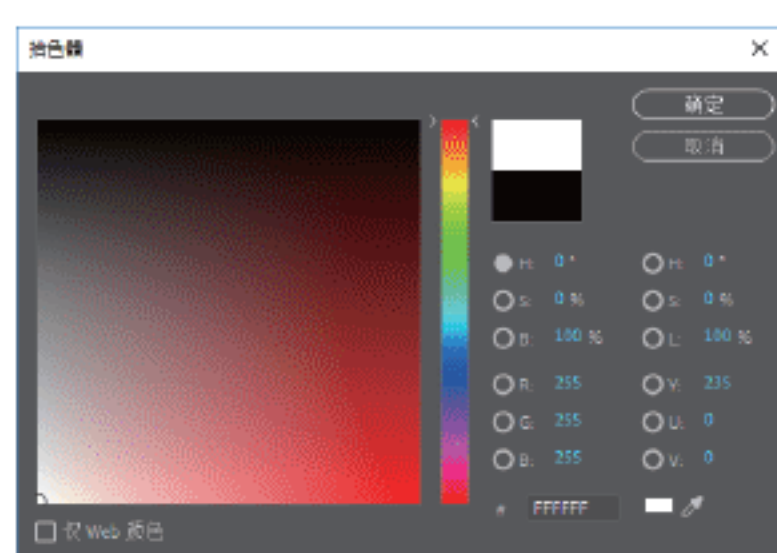 拾色器
确定
取消
H: 0 °
H: 0 °
S: 0 %
S: 0 %
B: 100 %
L: 100 %
R: 255
Y: 235
G: 255
U: 0
B: 255
V: 0
# FFFFFF
仅 Web 颜色